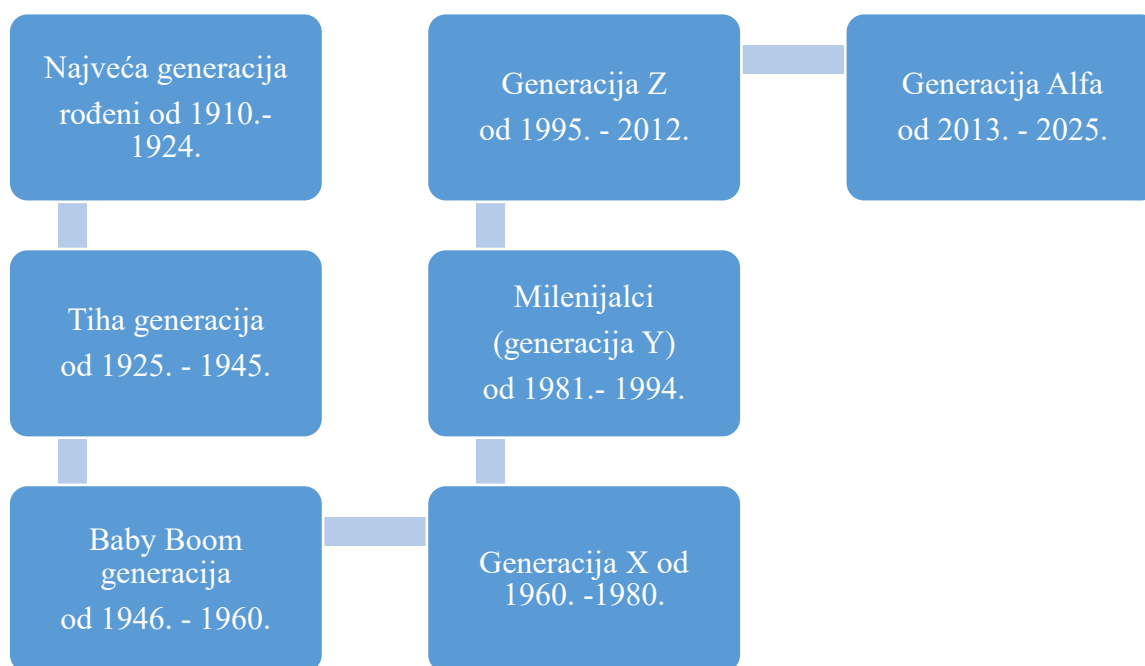 Najveća generacija
rođeni od 1910.-
1924.
Tiha generacija
od 1925. - 1945.
Baby Boom
generacija
od 1946. - 1960.
Generacija X od
1960. -1980.
Milenijalci
(generacija Y)
od 1981.- 1994.
Generacija Z
od 1995. - 2012.
Generacija Alfa
od 2013. - 2025.